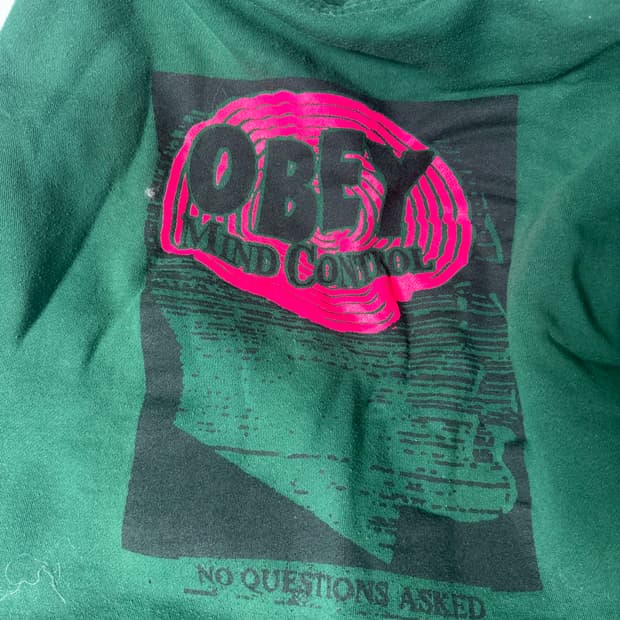 OBEY
MIND CONTROL
NO QUESTIONS ASKED